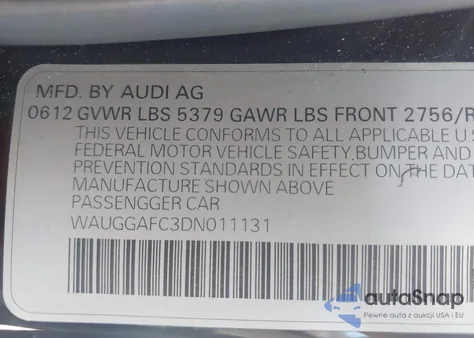 MFD. BY AUDI AG
0612 GVWR LBS 5379 GAWR LBS FRONT 2756/R
THIS VEHICLE CONFORMS TO ALL APPLICABLE U.S
FEDERAL MOTOR VEHICLE SAFETY, BUMPER AND
PREVENTION STANDARDS IN EFFECT ON THE DATE
MANUFACTURE SHOWN ABOVE
PASSENGGER CAR
WAUGGAFC3DN011131
autoSnap
Pewne auta z aukcji USA i EU